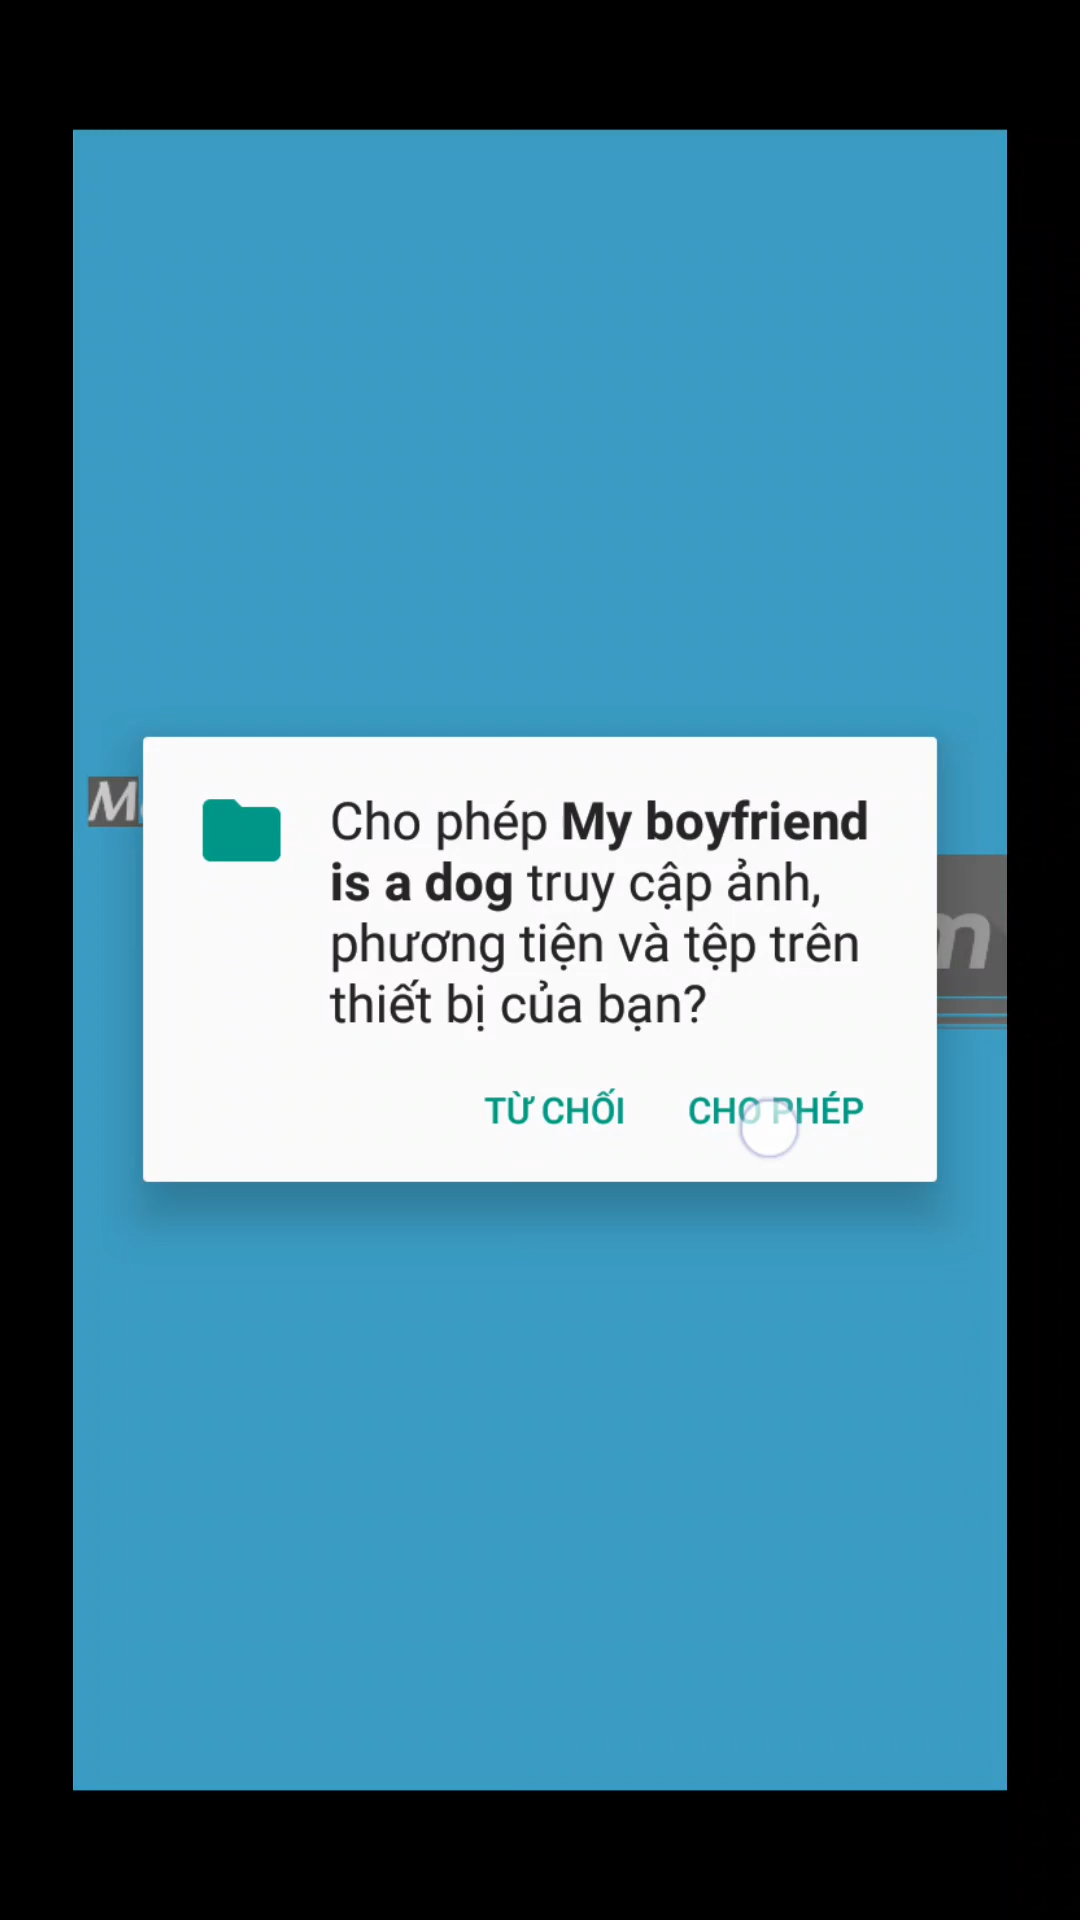 Cho phép My boyfriend
is a dog truy cập ảnh,
phương tiện và tệp trên
thiết bị của bạn?
TỪ CHỐI CHO PHÉP